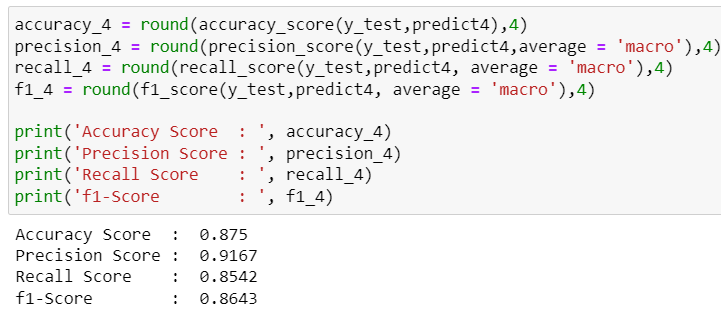 accuracy_4 = round(accuracy_score(y_test,predict4),4)
precision_4 = round(precision_score(y_test,predict4,average = 'macro'),4)
recall_4 = round(recall_score(y_test,predict4, average = 'macro'),4)
f1_4 = round(f1_score(y_test,predict4, average = 'macro'),4)
print('Accuracy Score  : ', accuracy_4)
print('Precision Score : ', precision_4)
print('Recall Score    : ', recall_4)
print('f1-Score        : ', f1_4)
Accuracy Score  :  0.875
Precision Score :  0.9167
Recall Score    :  0.8542
f1-Score        :  0.8643